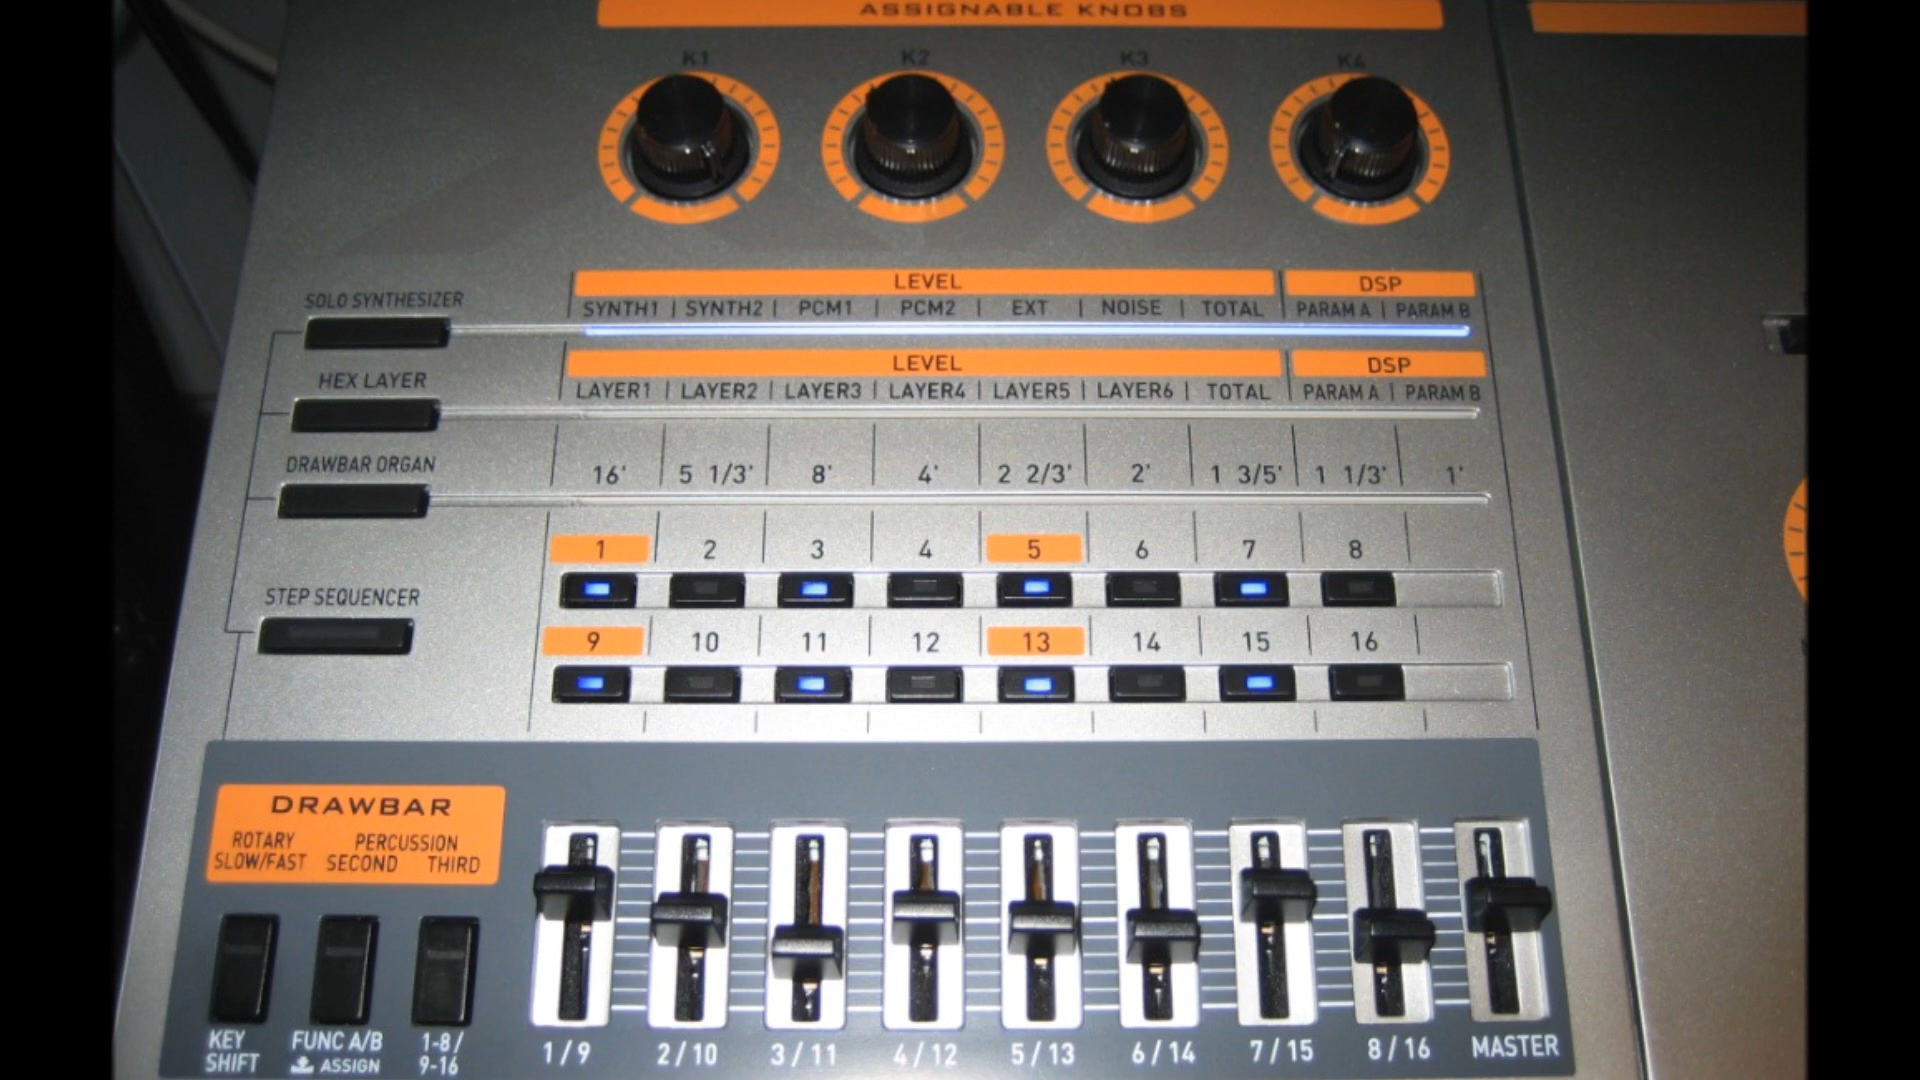 ASSIGNABLE KNOBS
K1 K2 K3 K4
LEVEL DSP
SOLO SYNTHESIZER SYNTH1 SYNTH2 PCM1 PCM2 EXT NOISE TOTAL PARAM A PARAM B
LEVEL DSP
HEX LAYER LAYER1 LAYER2 LAYER3 LAYER4 LAYER5 LAYER6 TOTAL PARAM A PARAM B
DRAWBAR ORGAN 16' 5 1/3' 8' 4' 2 2/3' 2' 1 3/5' 1 1/3' 1'
1 2 3 4 5 6 7 8
STEP SEQUENCER
9 10 11 12 13 14 15 16
DRAWBAR
ROTARY PERCUSSION
SLOW/FAST SECOND THIRD
KEY FUNC A/B 1-8/
SHIFT ASSIGN 9-16
1/9 2/10 3/11 4/12 5/13 6/14 7/15 8/16 MASTER